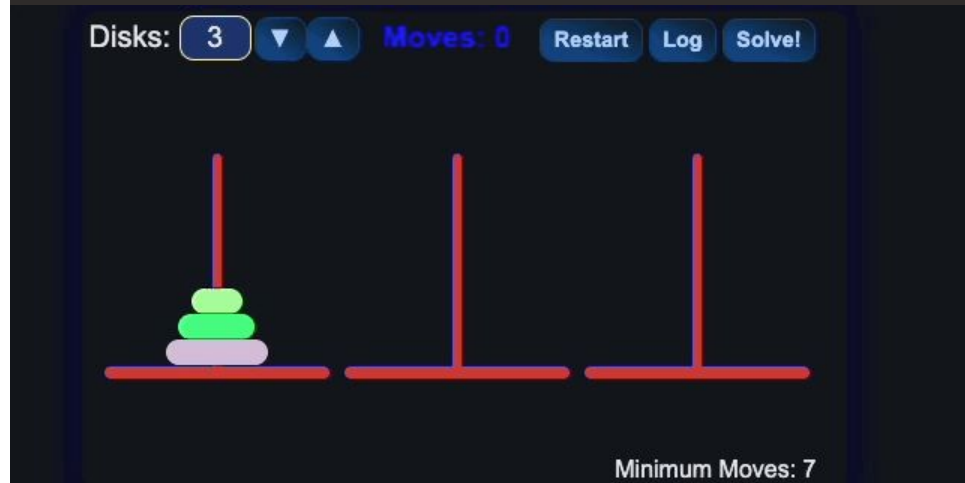 Disks: 3 ▼ ▲ Moves: 0 Restart Log Solve!
Minimum Moves: 7